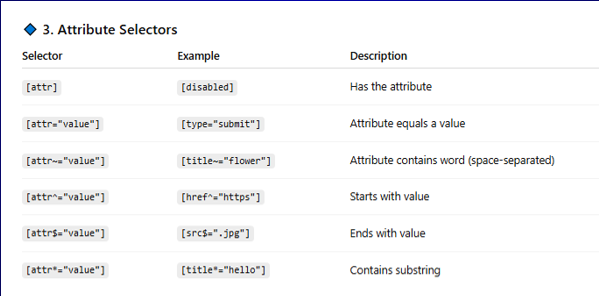 3. Attribute Selectors
Selector Example Description
[attr] [disabled] Has the attribute
[attr="value"] [type="submit"] Attribute equals a value
[attr~="value"] [title~="flower"] Attribute contains word (space-separated)
[attr^="value"] [href^="https"] Starts with value
[attr$="value"] [src$=".jpg"] Ends with value
[attr*="value"] [title*="hello"] Contains substring